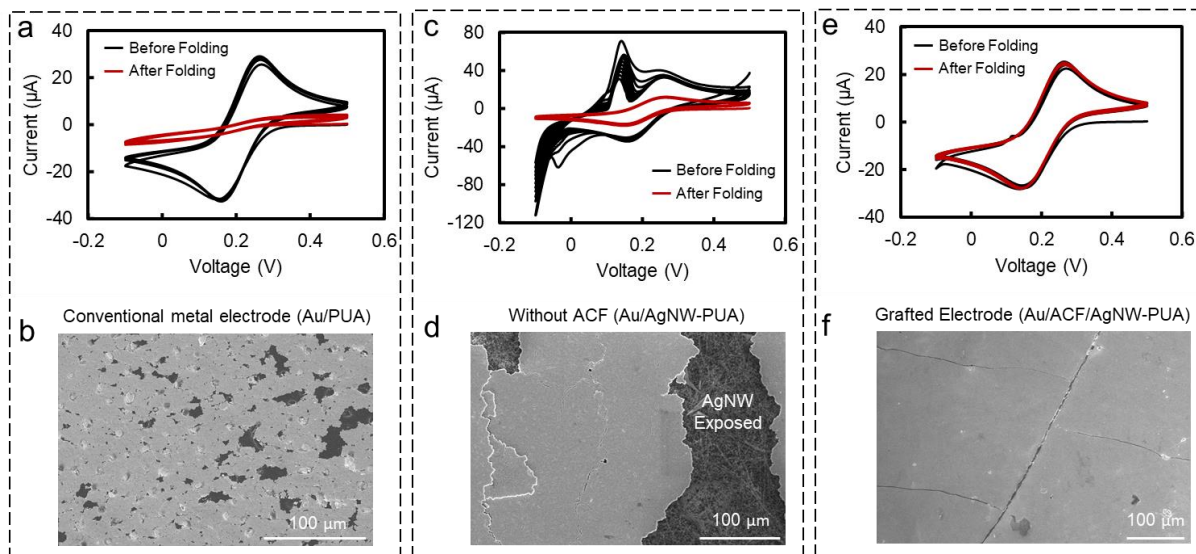 a
40
20
0
-20
-40
Current (µA)
Before Folding
After Folding
-0.2
0
0.2
0.4
0.6
Voltage (V)
b
Conventional metal electrode (Au/PUA)
100 µm
c
80
40
0
-40
-80
-120
Current (µA)
Before Folding
After Folding
-0.2
0
0.2
0.4
0.6
Voltage (V)
d
Without ACF (Au/AgNW-PUA)
AgNW
Exposed
100 µm
e
40
20
0
-20
-40
Current (µA)
Before Folding
After Folding
-0.2
0
0.2
0.4
0.6
Voltage (V)
f
Grafted Electrode (Au/ACF/AgNW-PUA)
100 µm